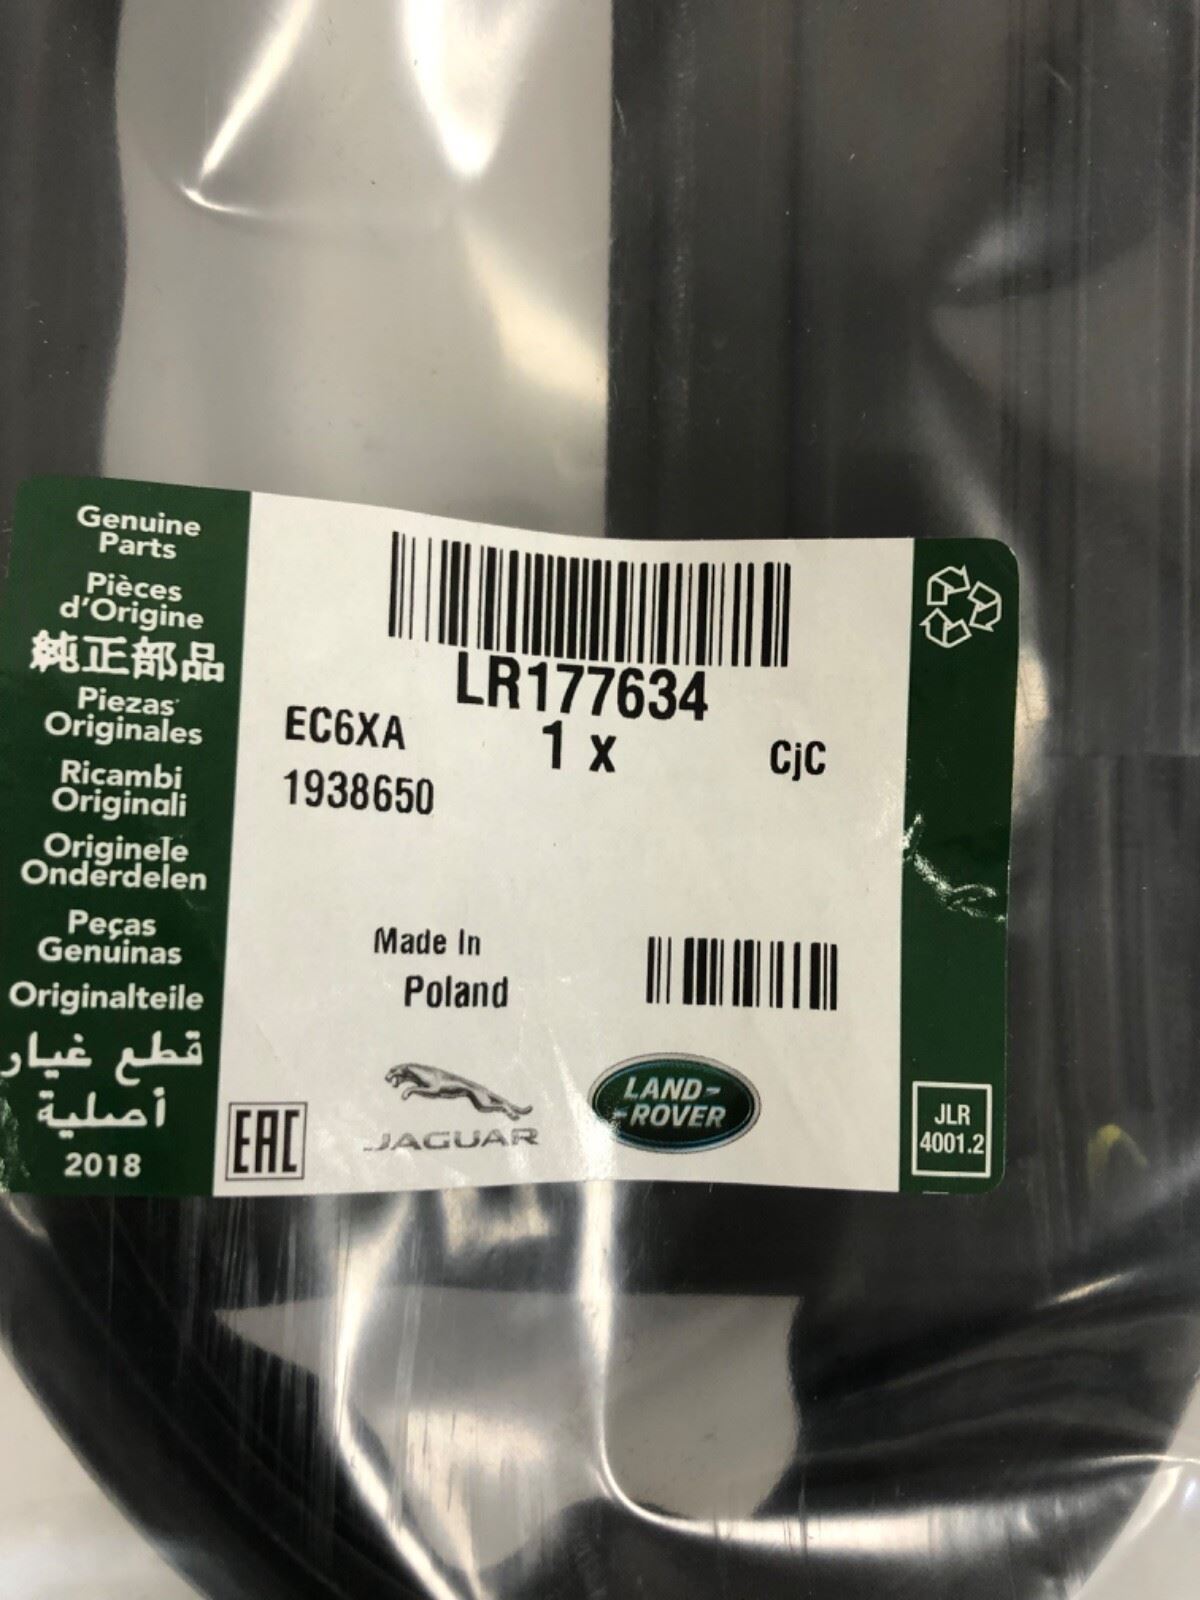 Genuine
Parts
Pièces
d'Origine
純正部品
Piezas
Originales
Ricambi
Originali
Originele
Onderdelen
Peças
Genuinas
Originalteile
قطع غيار
أصلية
2018
LR177634
EC6XA
1 x
CjC
1938650
Made In
Poland
EAC
JAGUAR
LAND-
-ROVER
JLR
4001.2